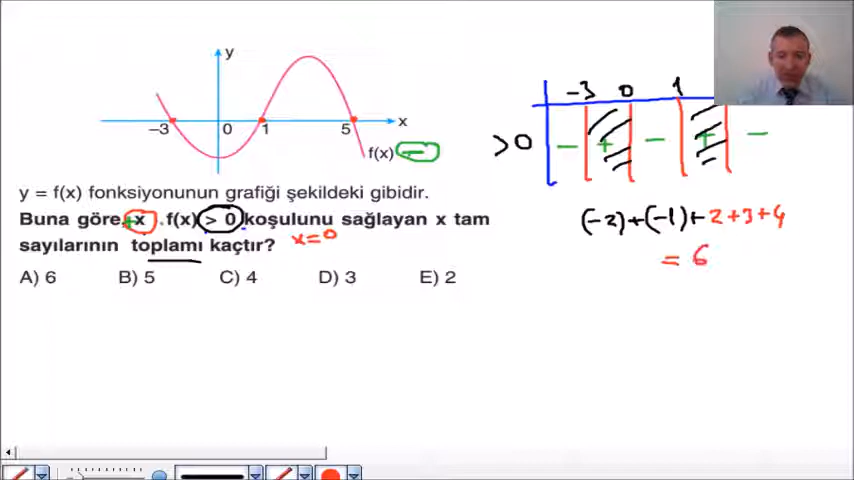 y
-3 0 1 5 x
f(x) -
-3 0 1
>0 - + - + -
y = f(x) fonksiyonunun grafiği şekildeki gibidir.
Buna göre, +x . f(x) > 0 koşulunu sağlayan x tam
sayılarının toplamı kaçtır? x=0
(-2)+(-1)+2+3+4
= 6
A) 6 B) 5 C) 4 D) 3 E) 2